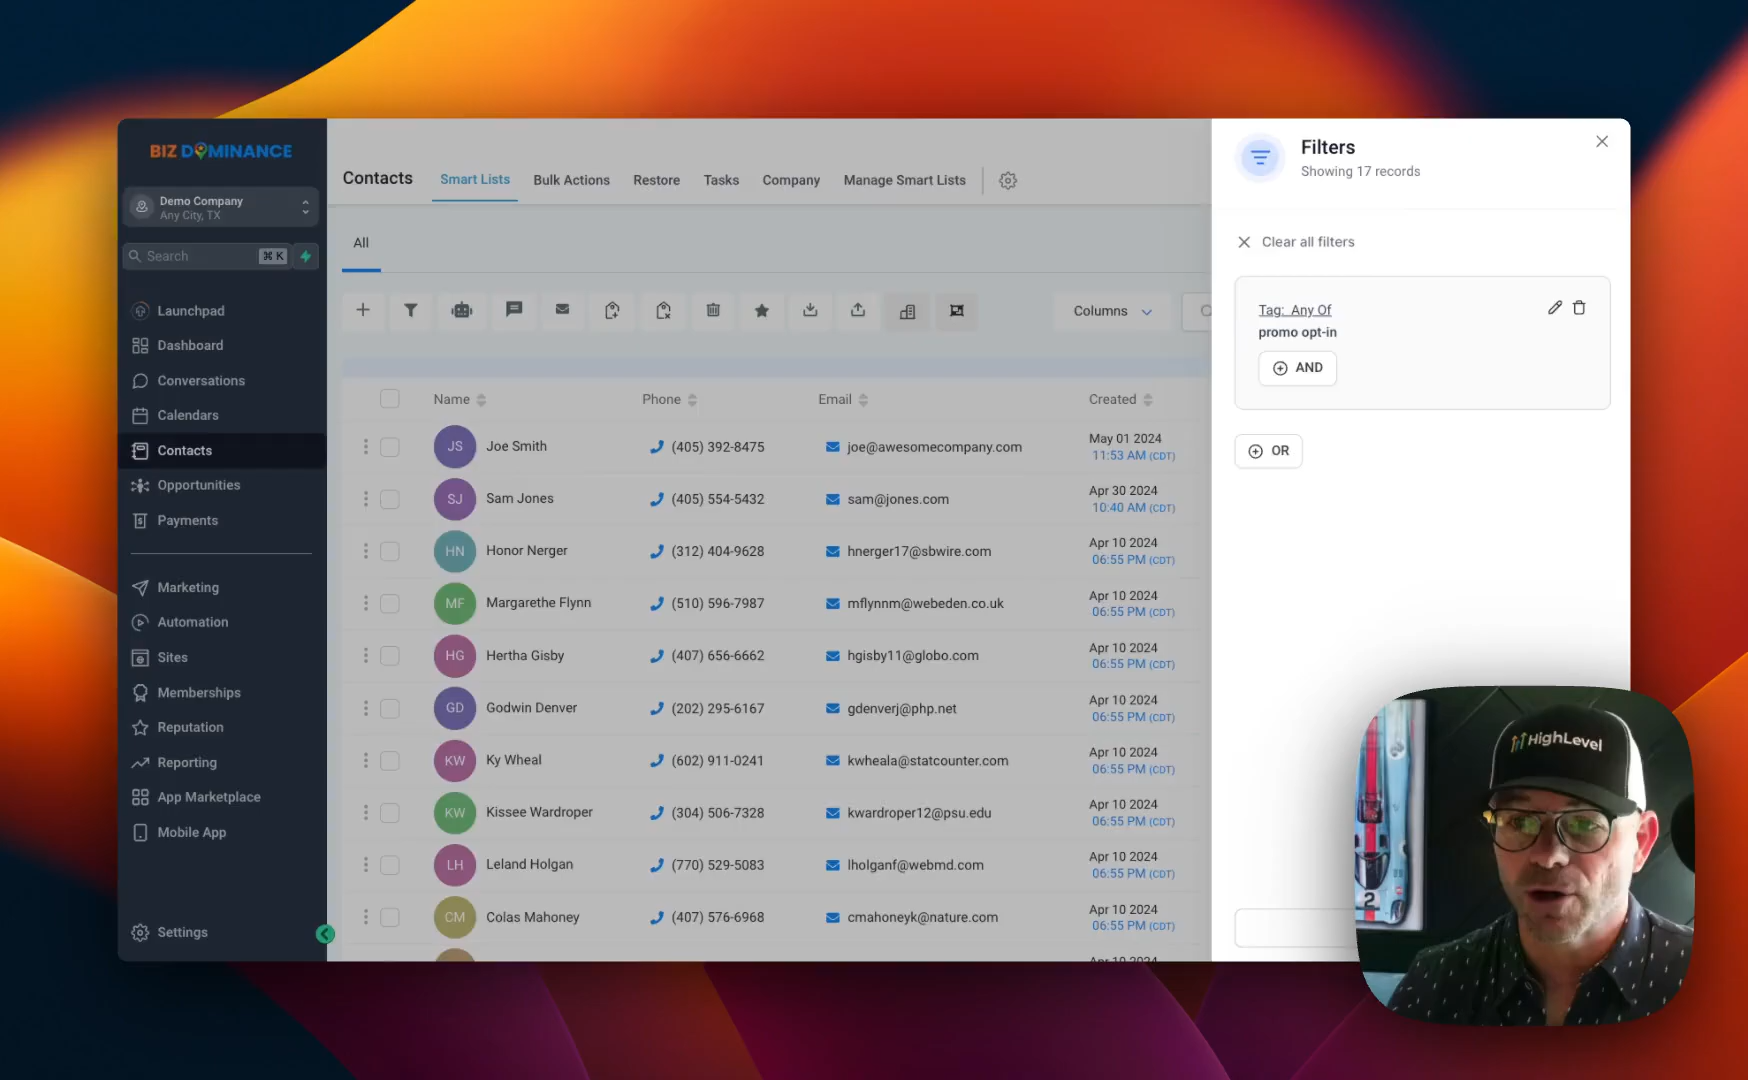 BIZ DOMINANCE
Demo Company
Any City, TX
Search
⌘ K
Launchpad
Dashboard
Conversations
Calendars
Contacts
Opportunities
Payments
Marketing
Automation
Sites
Memberships
Reputation
Reporting
App Marketplace
Mobile App
Settings
Contacts Smart Lists Bulk Actions Restore Tasks Company Manage Smart Lists
All
Columns
Name Phone Email Created
JS Joe Smith (405) 392-8475 joe@awesomecompany.com May 01 2024
11:53 AM (CDT)
SJ Sam Jones (405) 554-5432 sam@jones.com Apr 30 2024
10:40 AM (CDT)
HN Honor Nerger (312) 404-9628 hnerger17@sbwire.com Apr 10 2024
06:55 PM (CDT)
MF Margarethe Flynn (510) 596-7987 mflynnm@webeden.co.uk Apr 10 2024
06:55 PM (CDT)
HG Hertha Gisby (407) 656-6662 hgisby11@globo.com Apr 10 2024
06:55 PM (CDT)
GD Godwin Denver (202) 295-6167 gdenverj@php.net Apr 10 2024
06:55 PM (CDT)
KW Ky Wheal (602) 911-0241 kwheala@statcounter.com Apr 10 2024
06:55 PM (CDT)
KW Kissee Wardroper (304) 506-7328 kwardroper12@psu.edu Apr 10 2024
06:55 PM (CDT)
LH Leland Holgan (770) 529-5083 lholganf@webmd.com Apr 10 2024
06:55 PM (CDT)
CM Colas Mahoney (407) 576-6968 cmahoneyk@nature.com Apr 10 2024
06:55 PM (CDT)
Apr 10 2024
Filters
Showing 17 records
Clear all filters
Tag: Any Of
promo opt-in
AND
OR
HighLevel
2